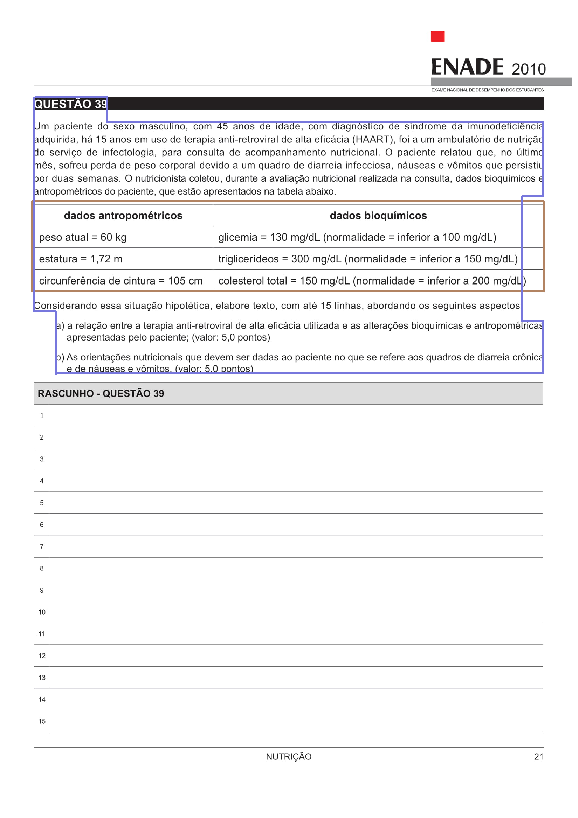 ENADE 2010
EXAME NACIONAL DE DESEMPENHO DOS ESTUDANTES
QUESTÃO 39
Um paciente do sexo masculino, com 45 anos de idade, com diagnóstico de síndrome da imunodeficiência
adquirida, há 15 anos em uso de terapia anti-retroviral de alta eficácia (HAART), foi a um ambulatório de nutrição
do serviço de infectologia, para consulta de acompanhamento nutricional. O paciente relatou que, no último
mês, sofreu perda de peso corporal devido a um quadro de diarreia infecciosa, náuseas e vômitos que persistiu
por duas semanas. O nutricionista coletou, durante a avaliação nutricional realizada na consulta, dados bioquímicos e
antropométricos do paciente, que estão apresentados na tabela abaixo.
dados antropométricos dados bioquímicos
peso atual = 60 kg glicemia = 130 mg/dL (normalidade = inferior a 100 mg/dL)
estatura = 1,72 m triglicerídeos = 300 mg/dL (normalidade = inferior a 150 mg/dL)
circunferência de cintura = 105 cm colesterol total = 150 mg/dL (normalidade = inferior a 200 mg/dL)
Considerando essa situação hipotética, elabore texto, com até 15 linhas, abordando os seguintes aspectos:
a) a relação entre a terapia anti-retroviral de alta eficácia utilizada e as alterações bioquímicas e antropométricas
apresentadas pelo paciente; (valor: 5,0 pontos)
b) As orientações nutricionais que devem ser dadas ao paciente no que se refere aos quadros de diarreia crônica
e de náuseas e vômitos. (valor: 5,0 pontos)
RASCUNHO - QUESTÃO 39
1
2
3
4
5
6
7
8
9
10
11
12
13
14
15
NUTRIÇÃO 21